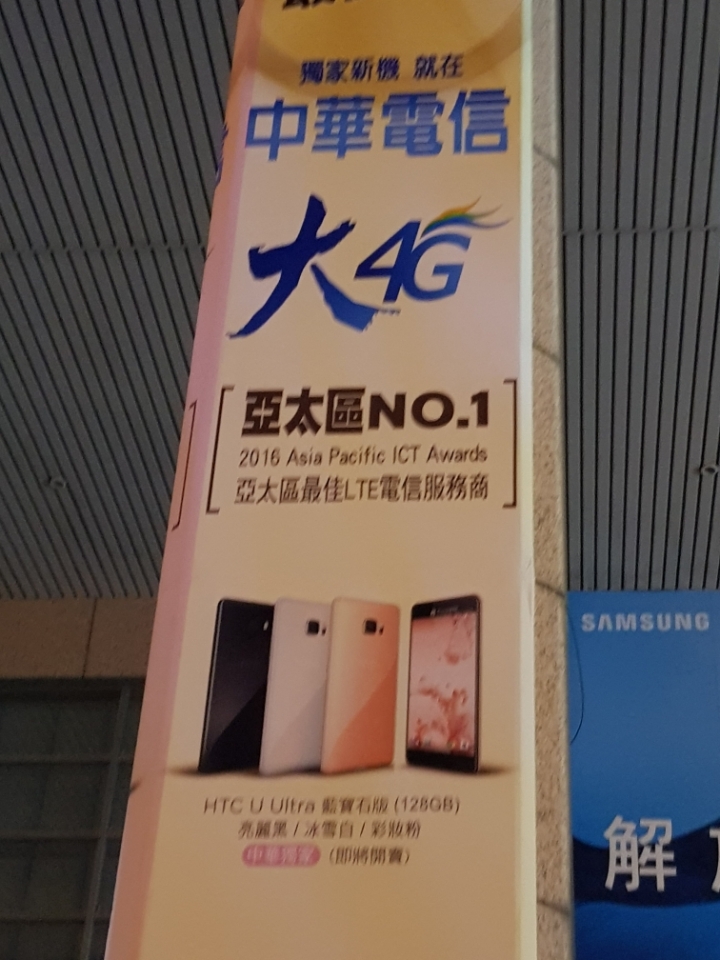 獨家新機 就在
中華電信
大4G
亞太區NO.1
2016 Asia Pacific ICT Awards
亞太區最佳LTE電信服務商
HTC U Ultra 藍寶石版 (128GB)
亮麗黑 / 冰雪白 / 彩妝粉
中華獨家 (即將開賣)
SAMSUNG
解